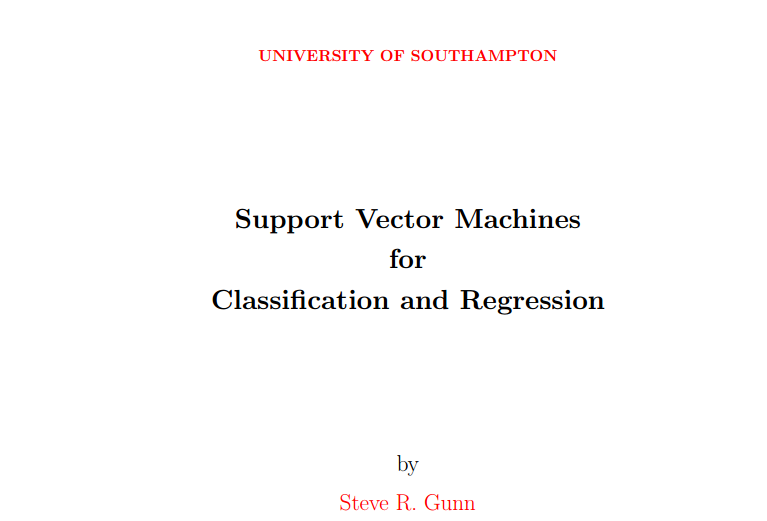 UNIVERSITY OF SOUTHAMPTON
Support Vector Machines
for
Classification and Regression
by
Steve R. Gunn